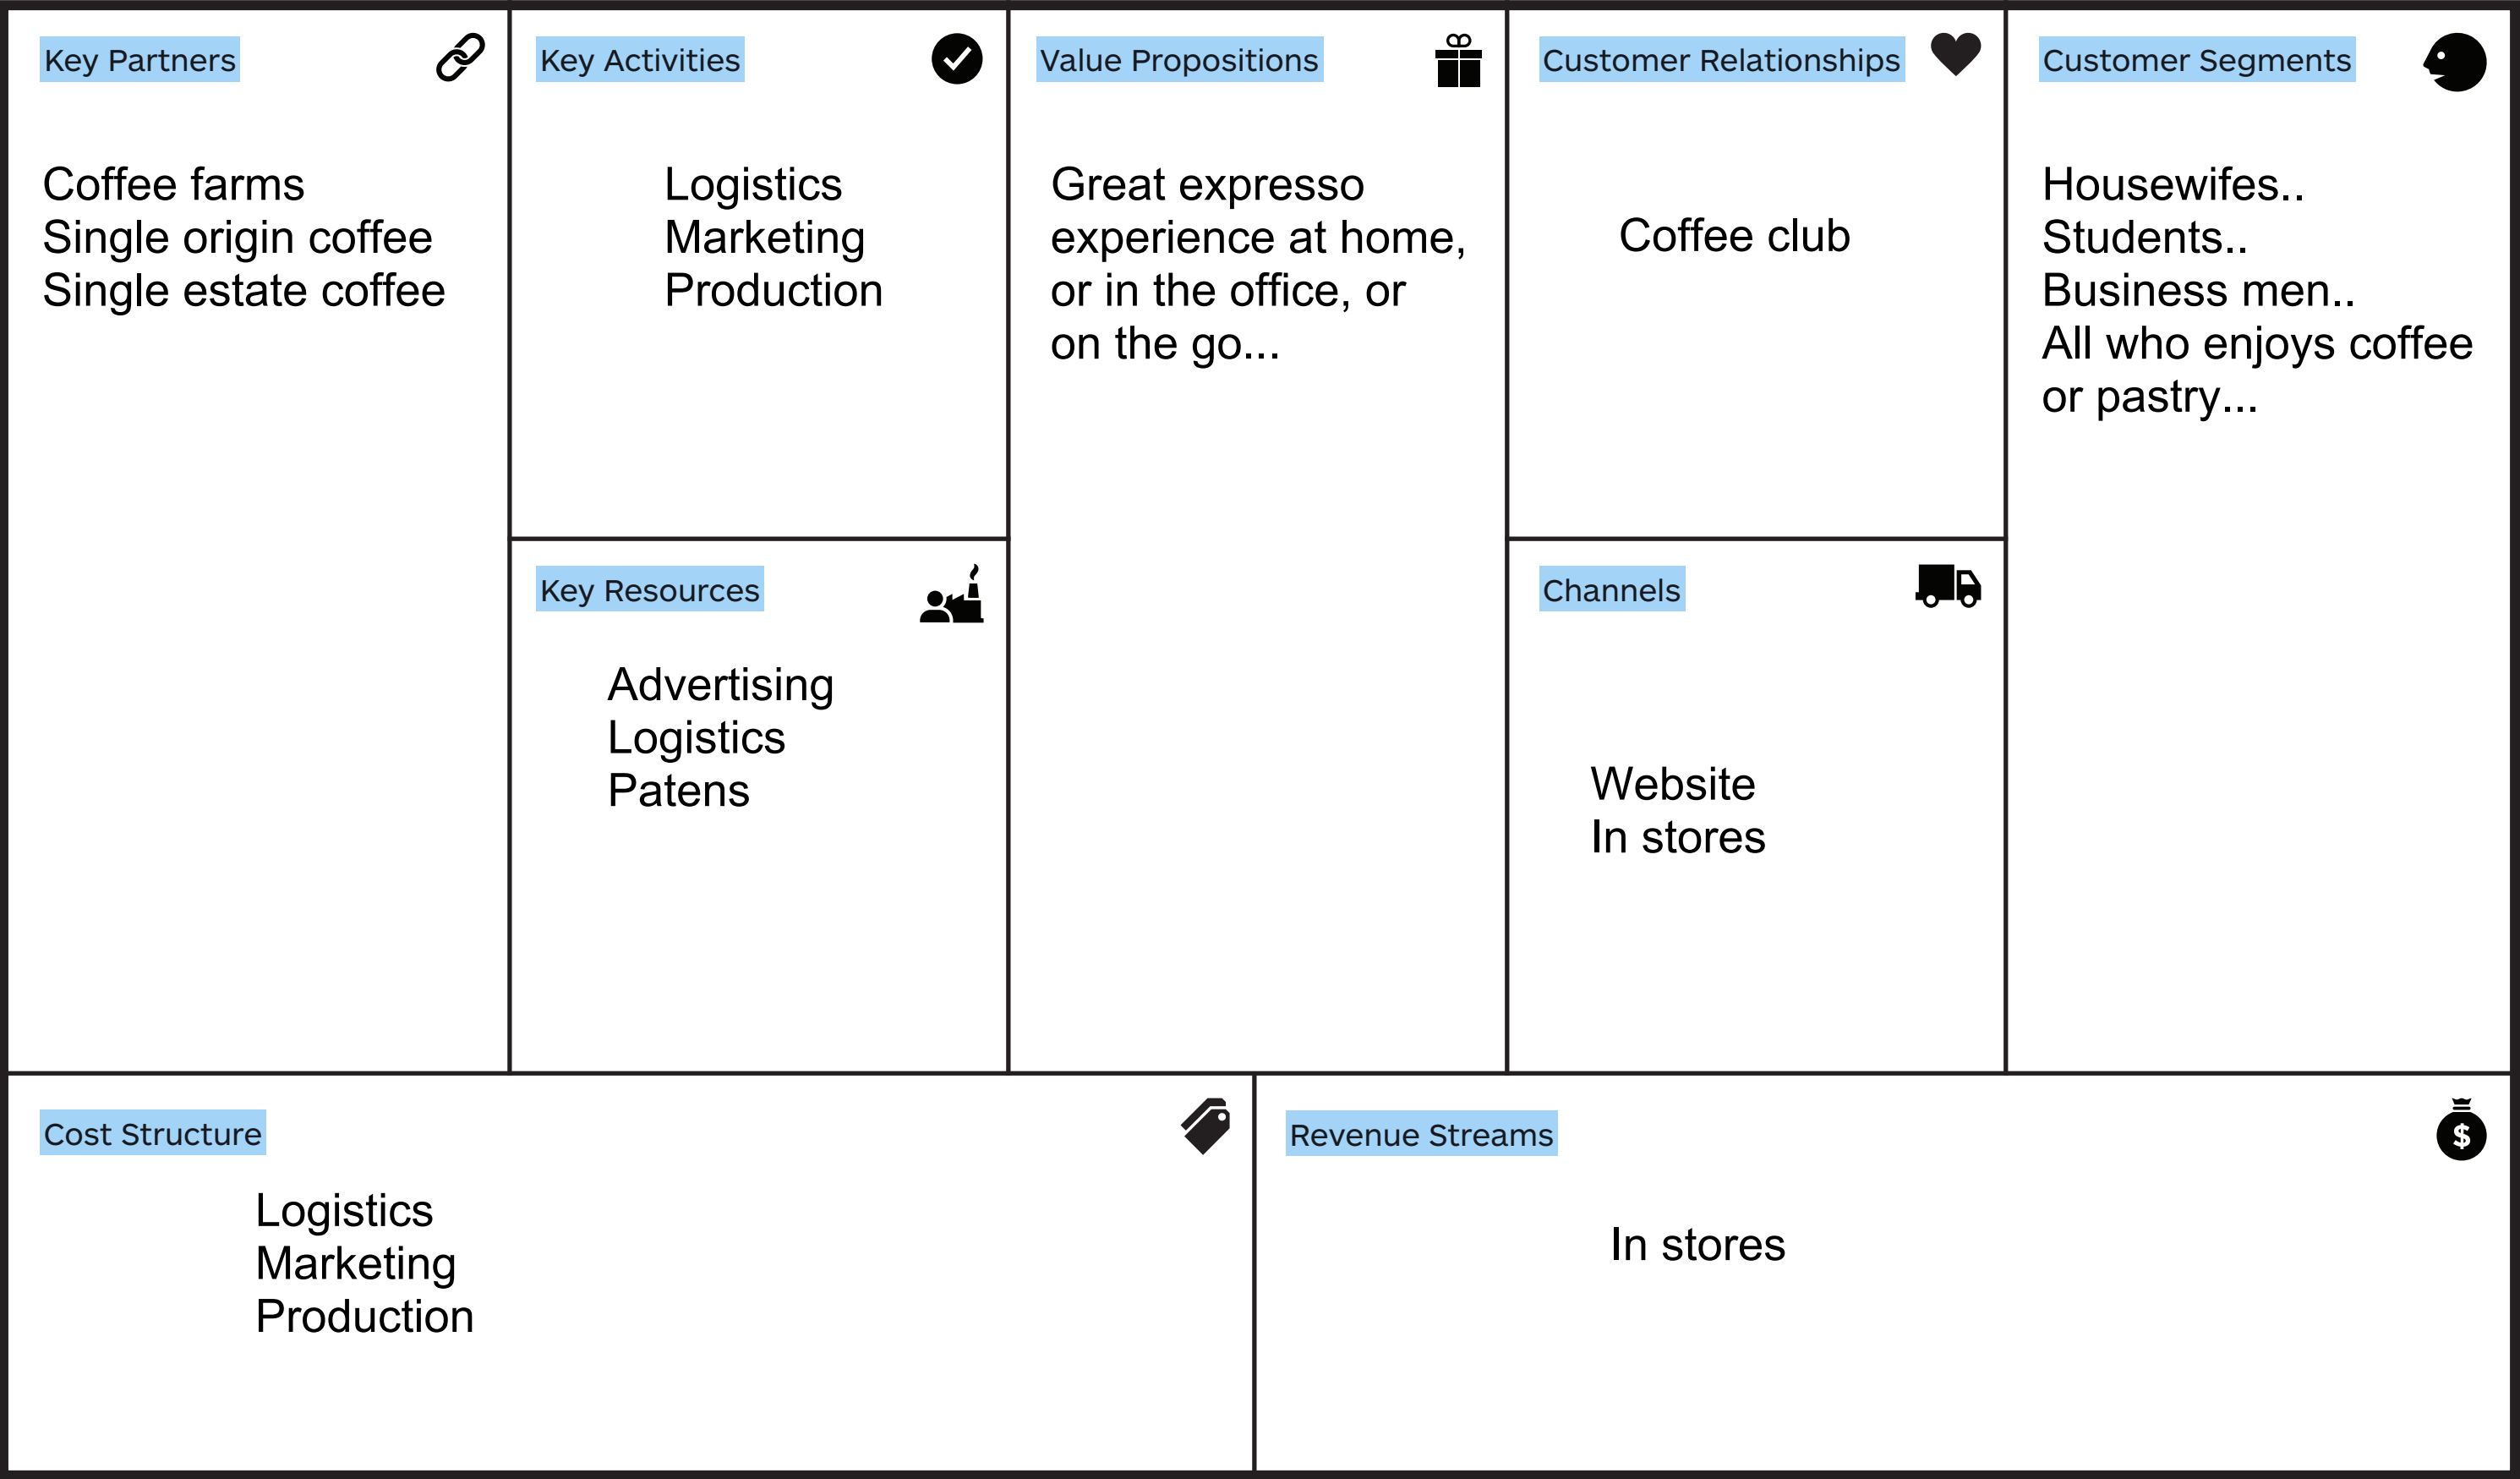 Key Partners
Coffee farms
Single origin coffee
Single estate coffee
Key Activities
Logistics
Marketing
Production
Key Resources
Advertising
Logistics
Patens
Value Propositions
Great expresso
experience at home,
or in the office, or
on the go...
Customer Relationships
Coffee club
Channels
Website
In stores
Customer Segments
Housewifes..
Students..
Business men..
All who enjoys coffee
or pastry...
Cost Structure
Logistics
Marketing
Production
Revenue Streams
$
In stores